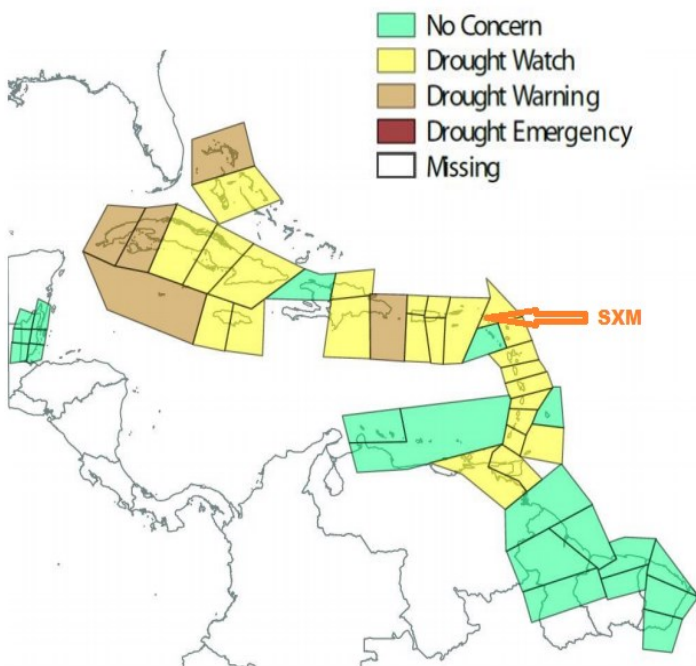 No Concern
Drought Watch
Drought Warning
Drought Emergency
Missing
SXM